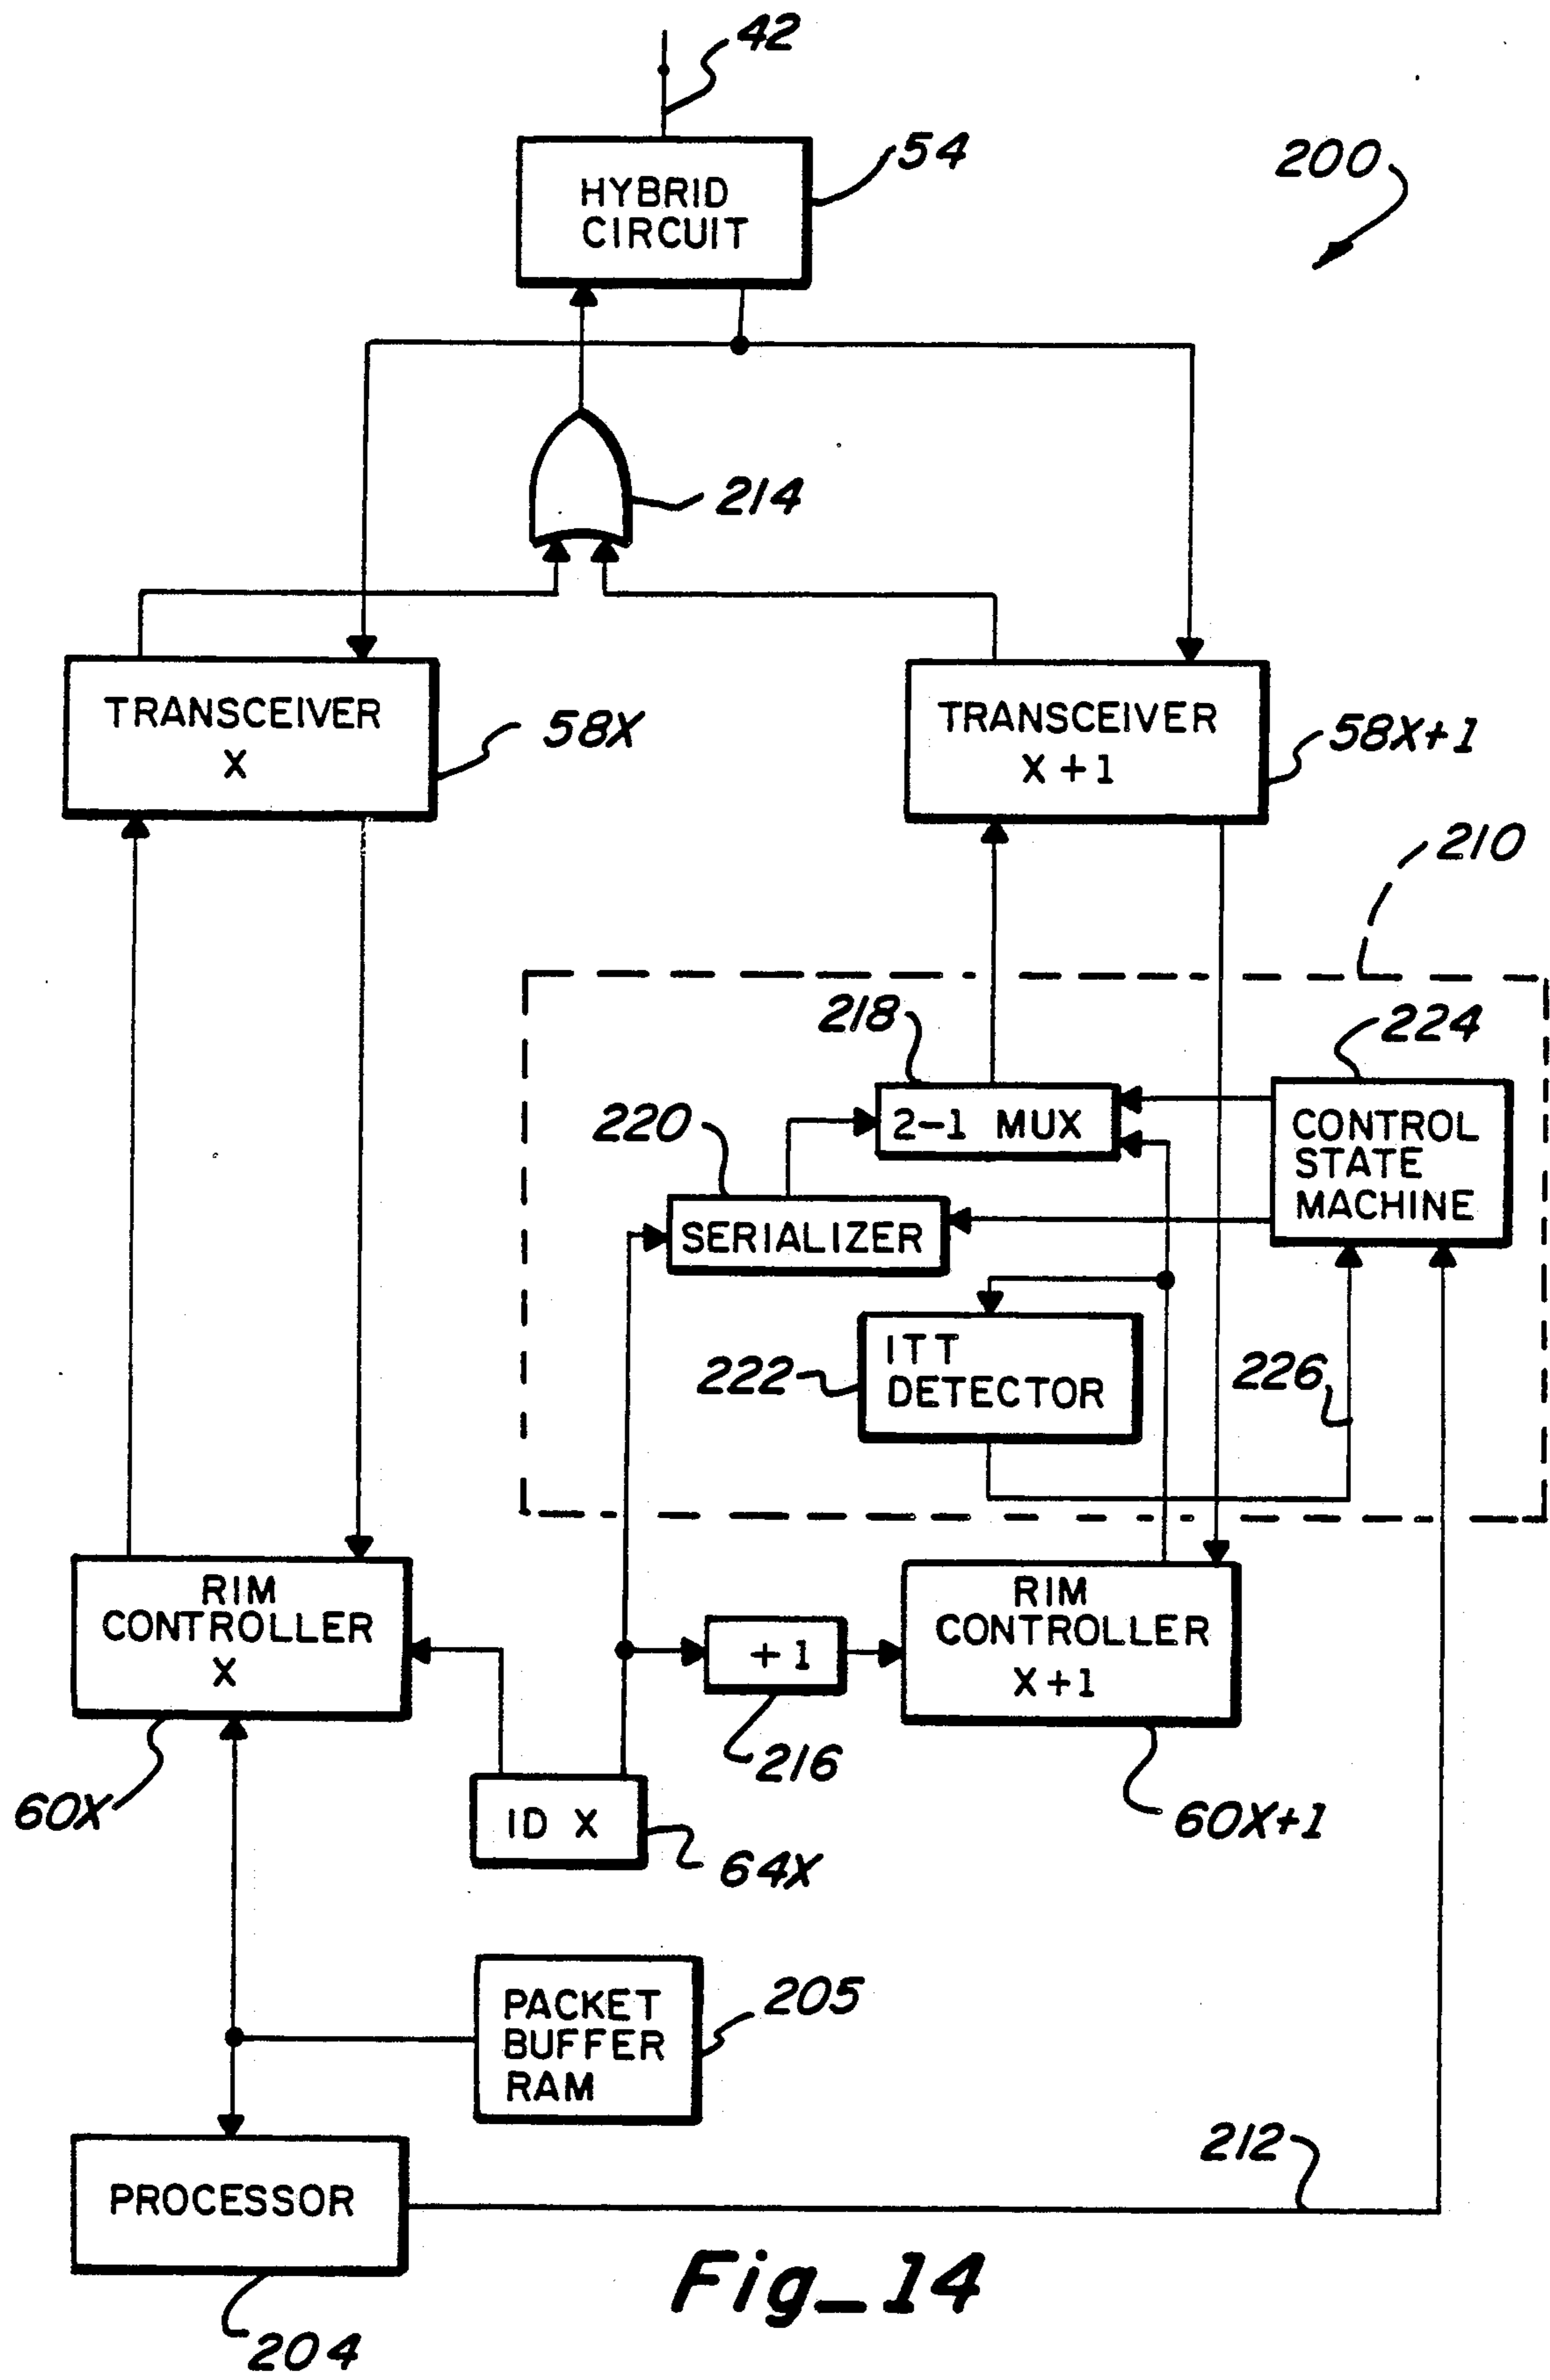 42
HYBRID
CIRCUIT
54
200
214
TRANSCEIVER
X
58X
TRANSCEIVER
X+1
58X+1
210
218
224
2-1 MUX
220
CONTROL
STATE
MACHINE
SERIALIZER
ITT
DETECTOR
222
226
RIM
CONTROLLER
X
+1
RIM
CONTROLLER
X+1
216
60X
ID X
64X
60X+1
PACKET
BUFFER
RAM
205
212
PROCESSOR
204
Fig_14